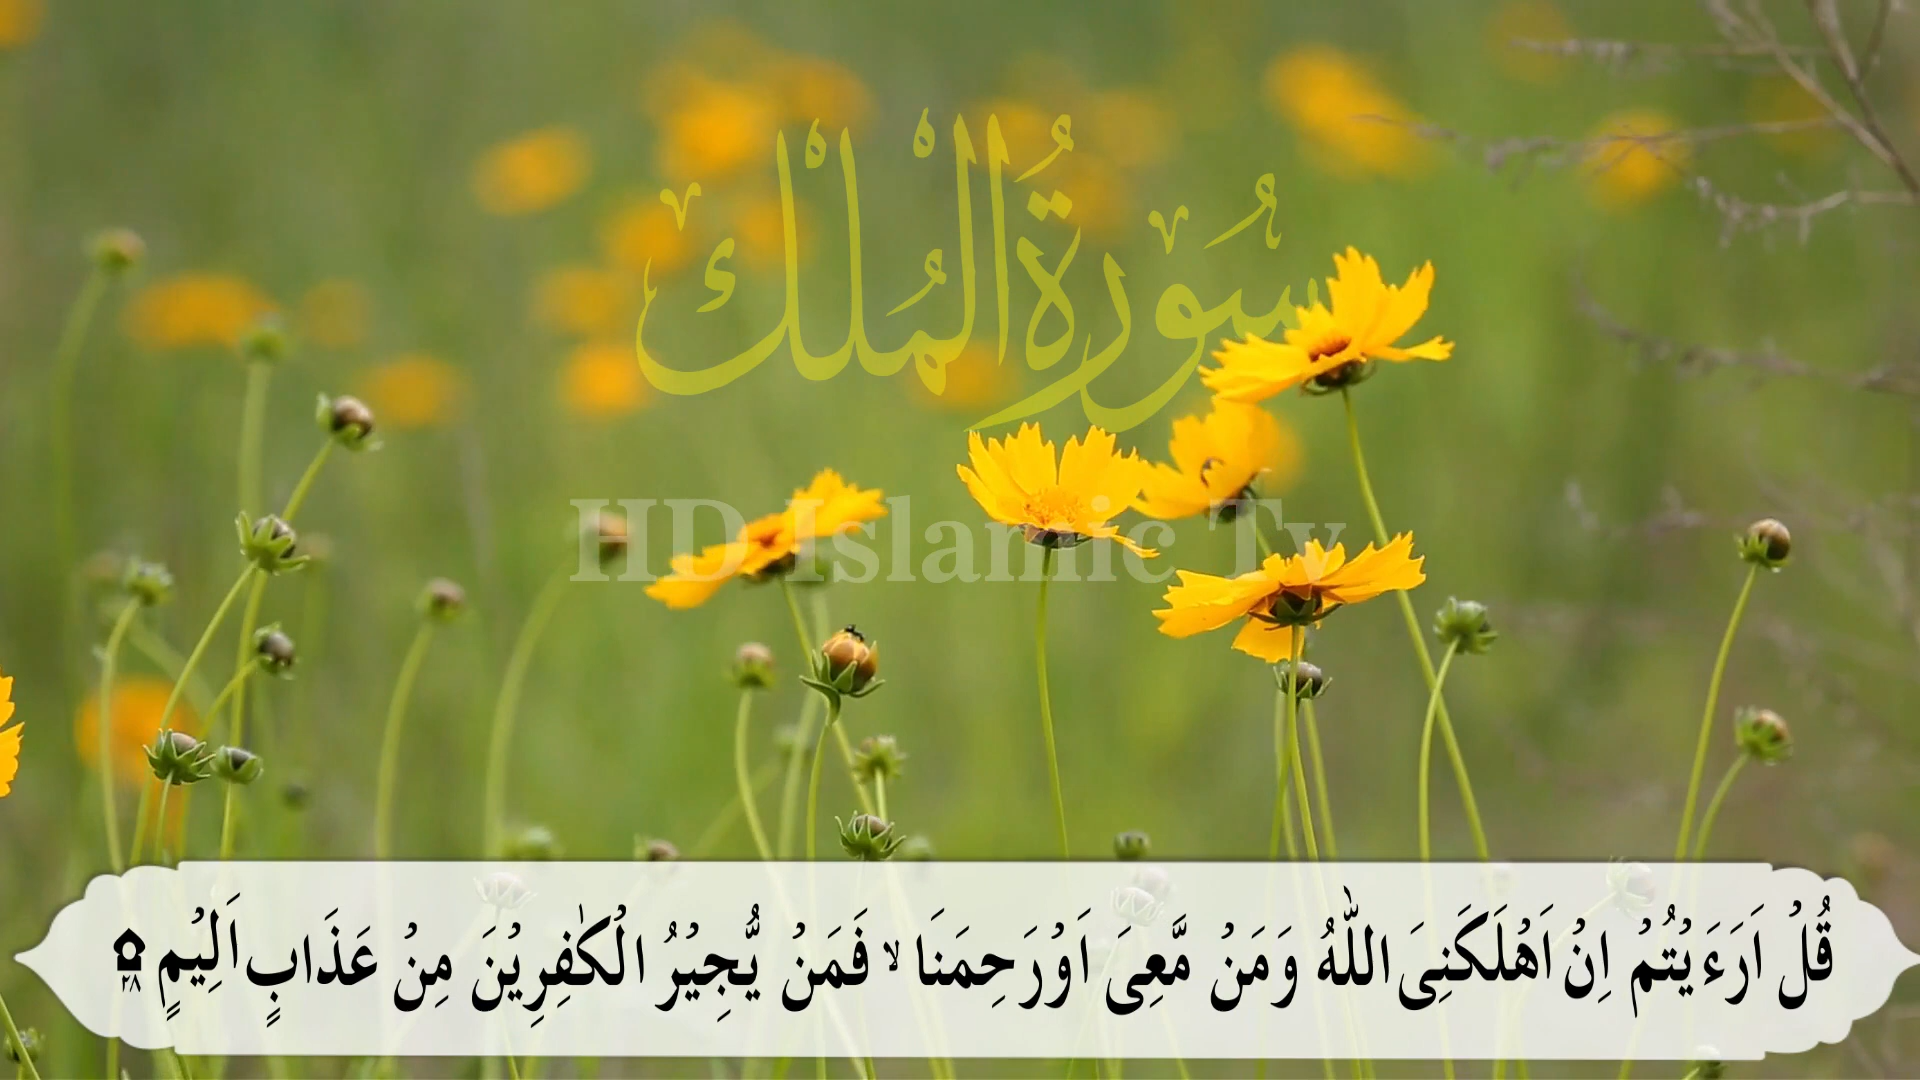 سُوْرَةُ الْمُلْكِ
HD Islamic Tv
قُلْ اَرَءَيْتُمْ اِنْ اَهْلَكَنِىَ اللّٰهُ وَمَنْ مَّعِىَ اَوْ رَحِمَنَا ۙ فَمَنْ يُّجِيْرُ الْكٰفِرِيْنَ مِنْ عَذَابٍ اَلِيْمٍ ۲۸